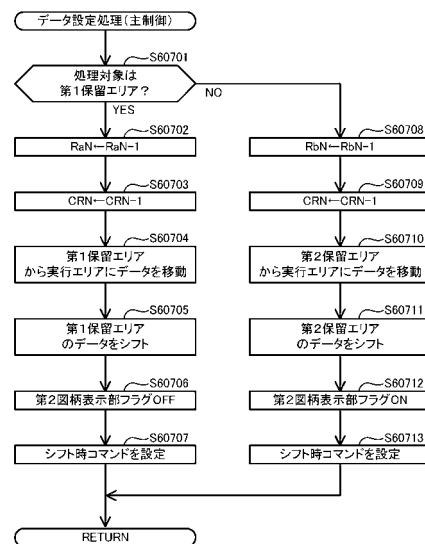 データ設定処理(主制御)
S60701
処理対象は
第1保留エリア?
NO
YES
S60702
RaN←RaN-1
S60703
CRN←CRN-1
S60704
第1保留エリア
から実行エリアにデータを移動
S60705
第1保留エリア
のデータをシフト
S60706
第2図柄表示部フラグOFF
S60707
シフト時コマンドを設定
S60708
RbN←RbN-1
S60709
CRN←CRN-1
S60710
第2保留エリア
から実行エリアにデータを移動
S60711
第2保留エリア
のデータをシフト
S60712
第2図柄表示部フラグON
S60713
シフト時コマンドを設定
RETURN